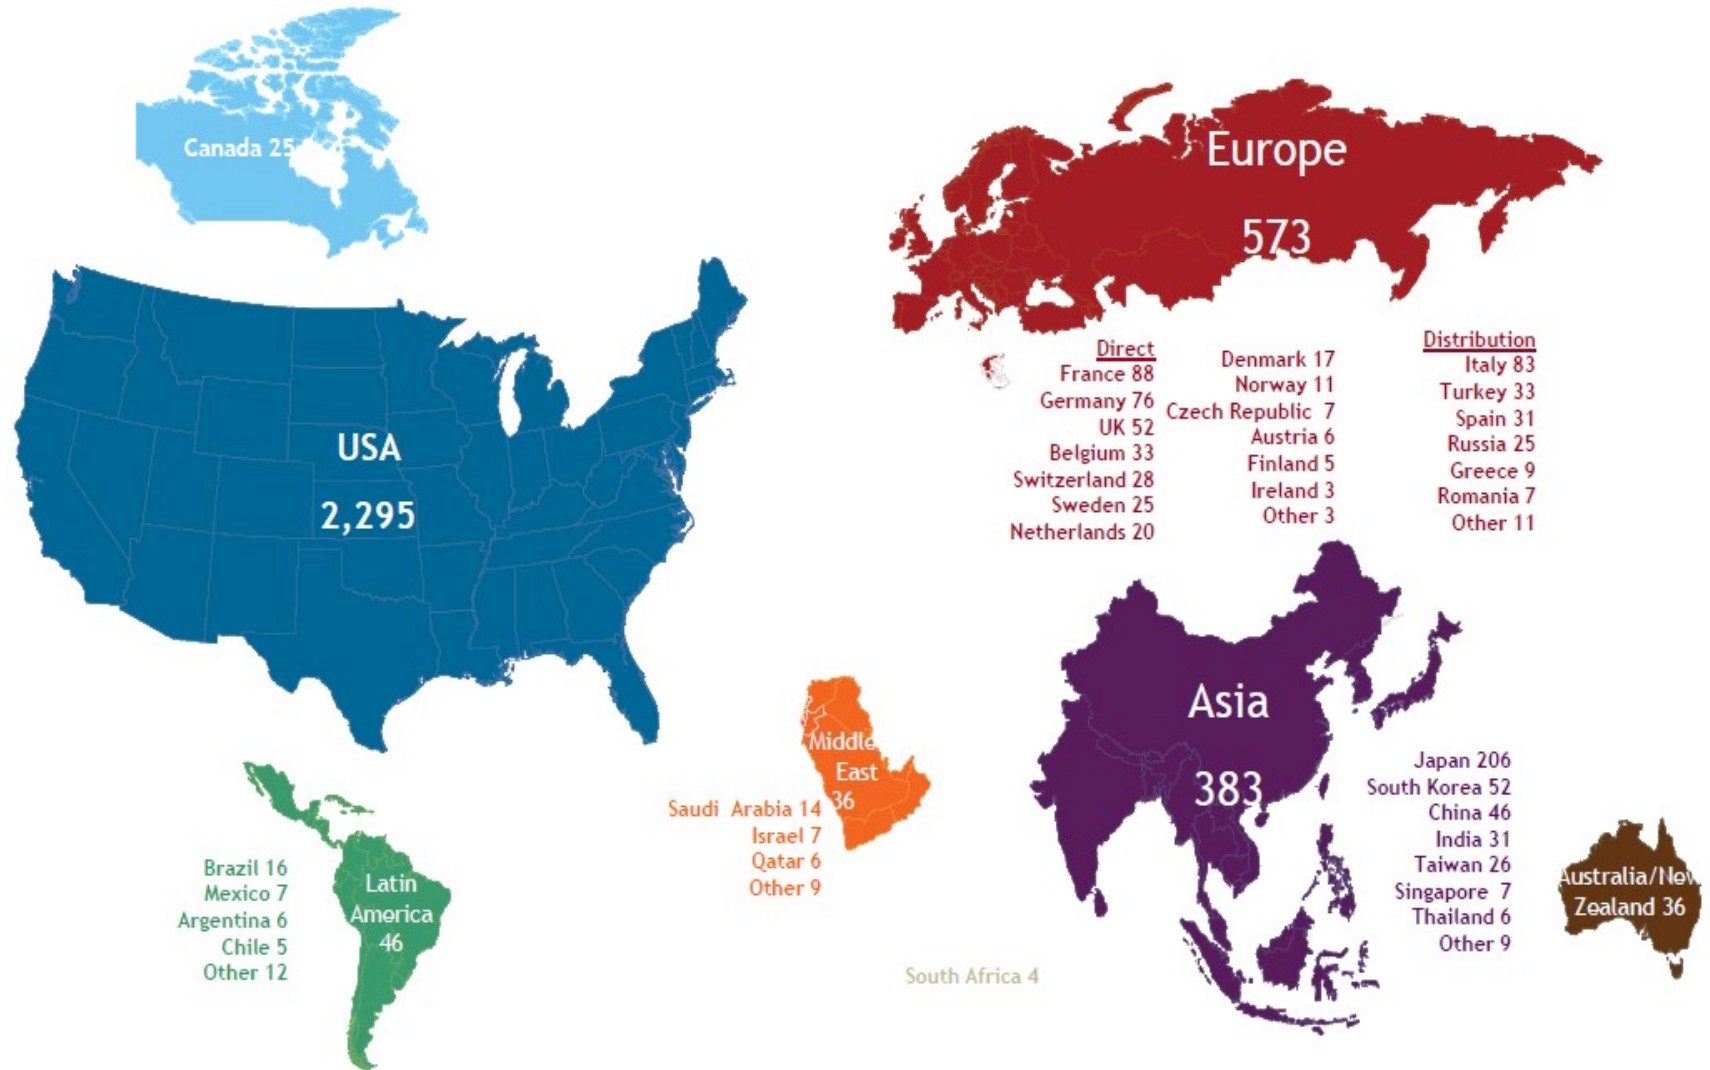 Canada 25
USA
2,295
Europe
573
Direct
France 88
Germany 76
UK 52
Belgium 33
Switzerland 28
Sweden 25
Netherlands 20
Denmark 17
Norway 11
Czech Republic 7
Austria 6
Finland 5
Ireland 3
Other 3
Distribution
Italy 83
Turkey 33
Spain 31
Russia 25
Greece 9
Romania 7
Other 11
Middle
East
36
Saudi Arabia 14
Israel 7
Qatar 6
Other 9
Latin
America
46
Brazil 16
Mexico 7
Argentina 6
Chile 5
Other 12
South Africa 4
Asia
383
Japan 206
South Korea 52
China 46
India 31
Taiwan 26
Singapore 7
Thailand 6
Other 9
Australia/New
Zealand 36